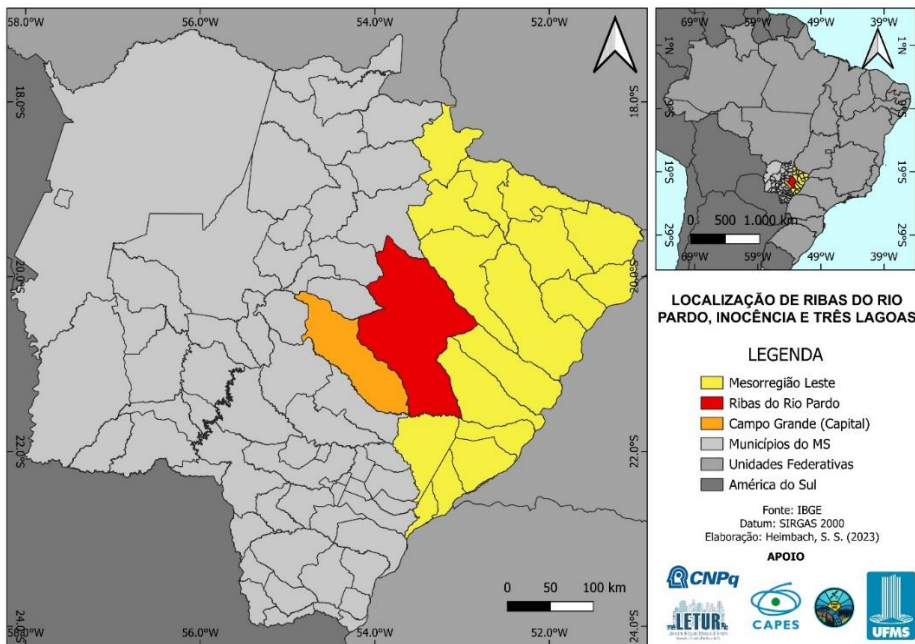 58.0°W
56.0°W
54.0°W
52.0°W
18.0°S
18.0°S
20.0°S
20.0°S
22.0°S
22.0°S
24.0°S
24.0°S
58.0°W
56.0°W
54.0°W
52.0°W
0 50 100 km
69°W
59°W
49°W
39°W
1°N
1°N
9°S
9°S
19°S
19°S
29°S
29°S
0 500 1.000 km
69°W
59°W
49°W
39°W
LOCALIZAÇÃO DE RIBAS DO RIO
PARDO, INOCÊNCIA E TRÊS LAGOAS
LEGENDA
Mesorregião Leste
Ribas do Rio Pardo
Campo Grande (Capital)
Municípios do MS
Unidades Federativas
América do Sul
Fonte: IBGE
Datum: SIRGAS 2000
Elaboração: Heimbach, S. S. (2023)
APOIO
CNPq
LETUR
CAPES
UFMS